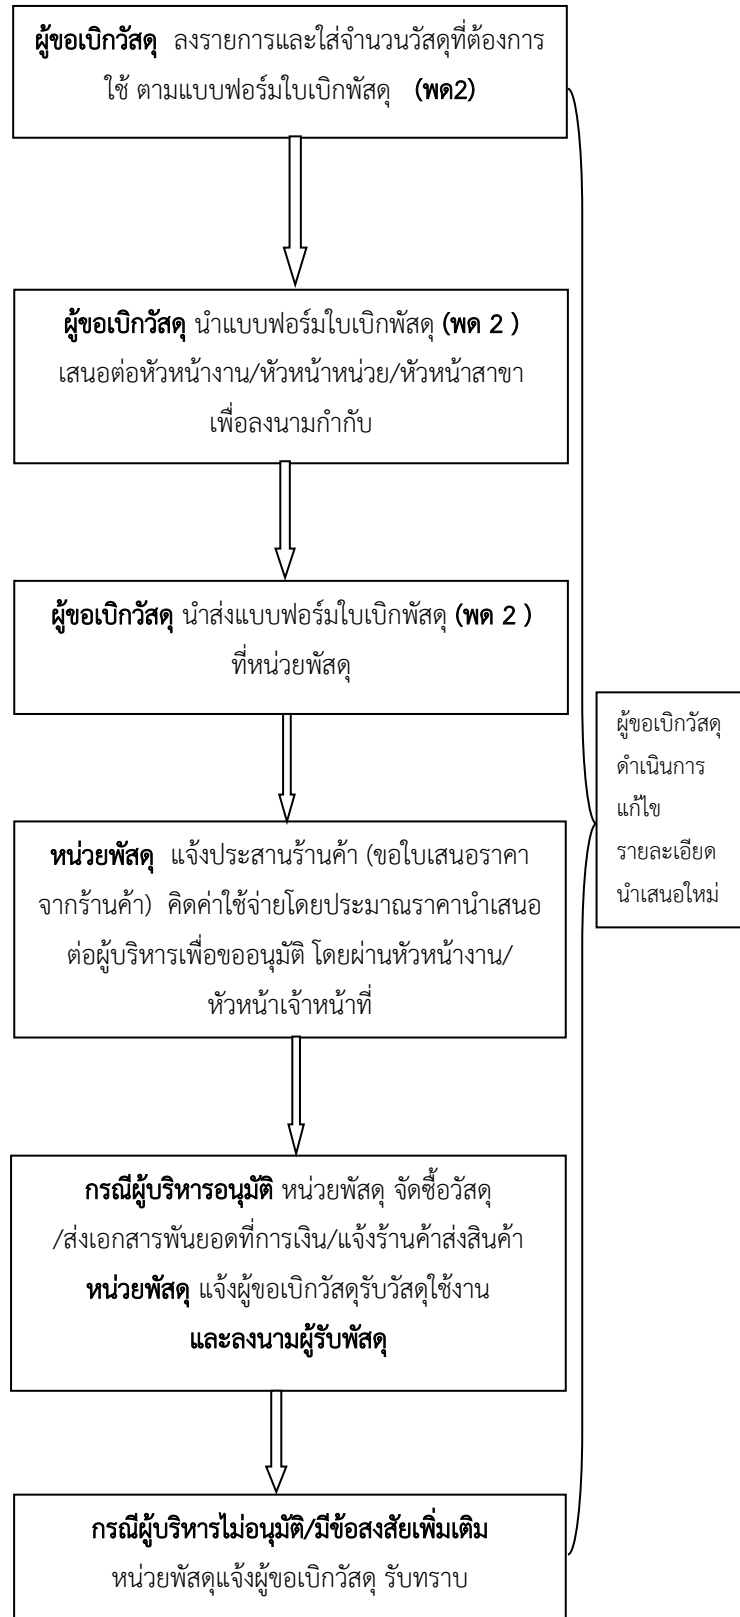 ผู้ขอเบิกวัสดุ ลงรายการและใส่จำนวนวัสดุที่ต้องการ
ใช้ ตามแบบฟอร์มใบเบิกพัสดุ (พด2)
ผู้ขอเบิกวัสดุ นำแบบฟอร์มใบเบิกพัสดุ (พด 2 )
เสนอต่อหัวหน้างาน/หัวหน้าหน่วย/หัวหน้าสาขา
เพื่อลงนามกำกับ
ผู้ขอเบิกวัสดุ นำส่งแบบฟอร์มใบเบิกพัสดุ (พด 2 )
ที่หน่วยพัสดุ
หน่วยพัสดุ แจ้งประสานร้านค้า (ขอใบเสนอราคา
จากร้านค้า) คิดค่าใช้จ่ายโดยประมาณราคานำเสนอ
ต่อผู้บริหารเพื่อขออนุมัติ โดยผ่านหัวหน้างาน/
หัวหน้าเจ้าหน้าที่
กรณีผู้บริหารอนุมัติ หน่วยพัสดุ จัดซื้อวัสดุ
/ส่งเอกสารพันยอดที่การเงิน/แจ้งร้านค้าส่งสินค้า
หน่วยพัสดุ แจ้งผู้ขอเบิกวัสดุรับวัสดุใช้งาน
และลงนามผู้รับพัสดุ
กรณีผู้บริหารไม่อนุมัติ/มีข้อสงสัยเพิ่มเติม
หน่วยพัสดุแจ้งผู้ขอเบิกวัสดุ รับทราบ
ผู้ขอเบิกวัสดุ
ดำเนินการ
แก้ไข
รายละเอียด
นำเสนอใหม่